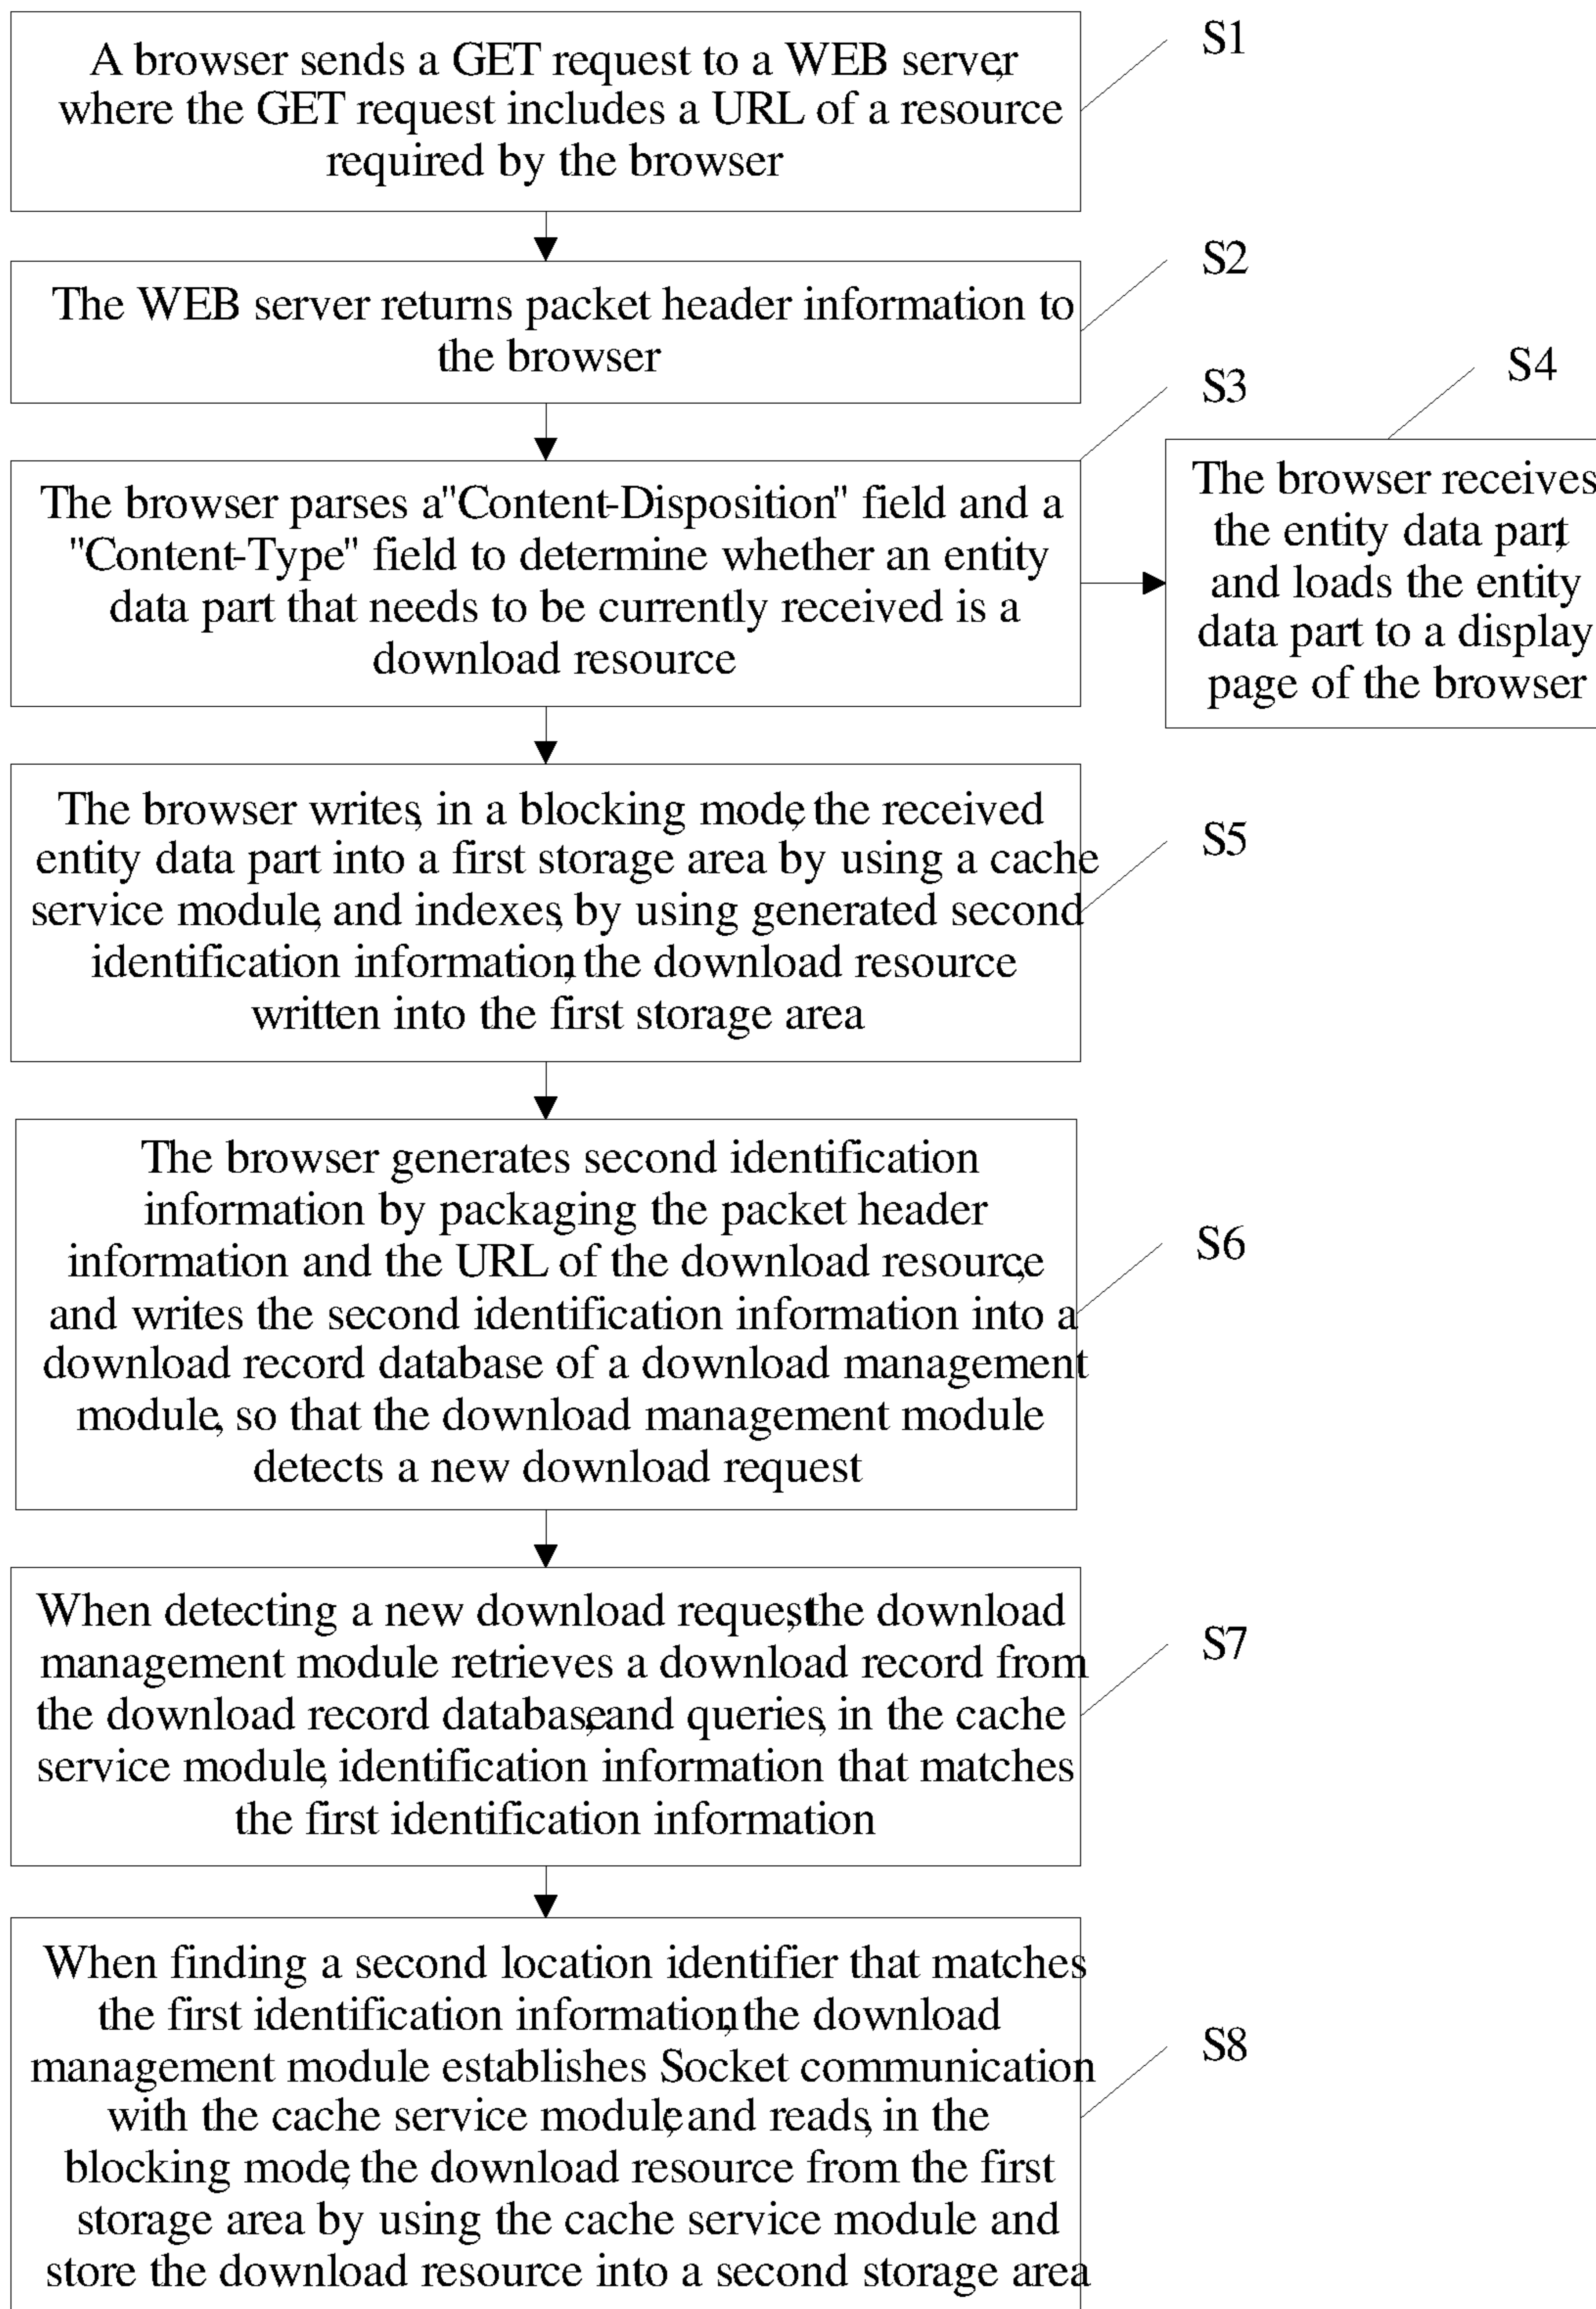 A browser sends a GET request to a WEB server,
where the GET request includes a URL of a resource
required by the browser
S1
The WEB server returns packet header information to
the browser
S2
The browser parses a "Content-Disposition" field and a
"Content-Type" field to determine whether an entity
data part that needs to be currently received is a
download resource
S3
The browser receives
the entity data part,
and loads the entity
data part to a display
page of the browser
S4
The browser writes, in a blocking mode, the received
entity data part into a first storage area by using a cache
service module, and indexes, by using generated second
identification information, the download resource
written into the first storage area
S5
The browser generates second identification
information by packaging the packet header
information and the URL of the download resource,
and writes the second identification information into a
download record database of a download management
module, so that the download management module
detects a new download request
S6
When detecting a new download request, the download
management module retrieves a download record from
the download record database, and queries, in the cache
service module, identification information that matches
the first identification information
S7
When finding a second location identifier that matches
the first identification information, the download
management module establishes Socket communication
with the cache service module, and reads, in the
blocking mode, the download resource from the first
storage area by using the cache service module and
store the download resource into a second storage area
S8